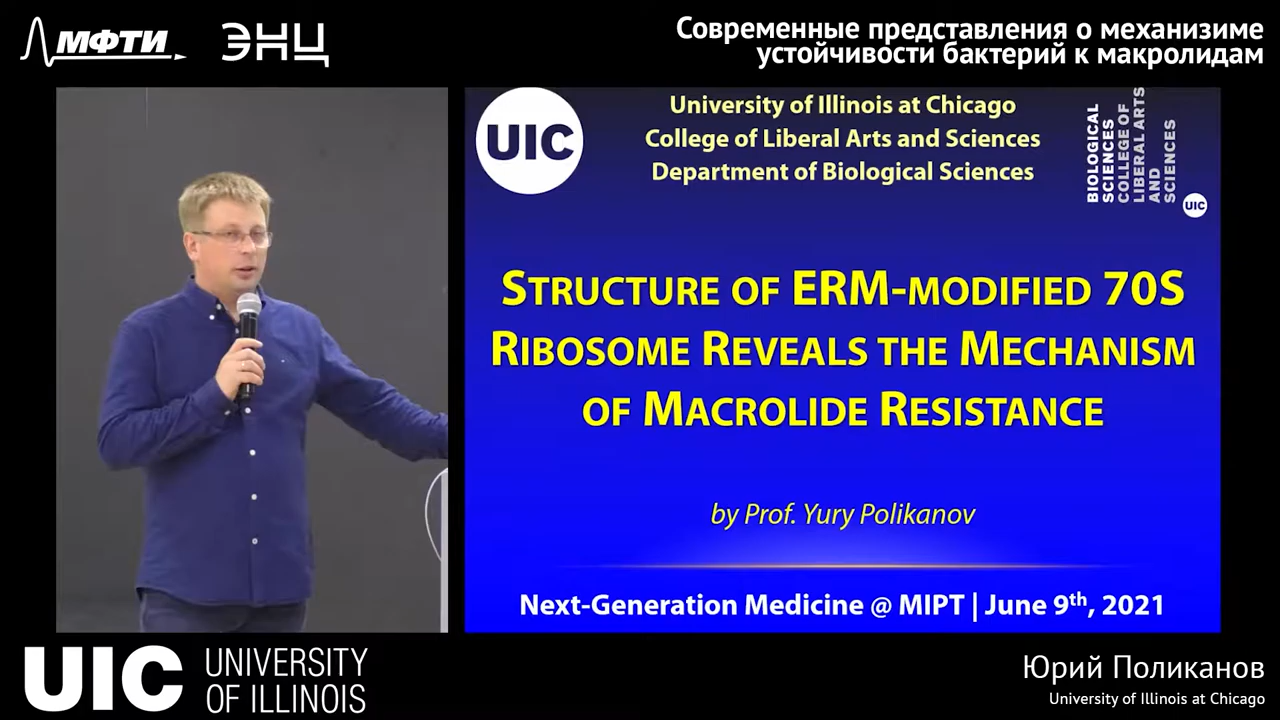 МФТИ ЭНЦ
Современные представления о механизиме
устойчивости бактерий к макролидам
UIC
University of Illinois at Chicago
College of Liberal Arts and Sciences
Department of Biological Sciences
BIOLOGICAL
SCIENCES
COLLEGE OF
LIBERAL ARTS
AND
SCIENCES
UIC
STRUCTURE OF ERM-MODIFIED 70S
RIBOSOME REVEALS THE MECHANISM
OF MACROLIDE RESISTANCE
by Prof. Yury Polikanov
Next-Generation Medicine @ MIPT | June 9th, 2021
UIC UNIVERSITY
OF ILLINOIS
Юрий Поликанов
University of Illinois at Chicago